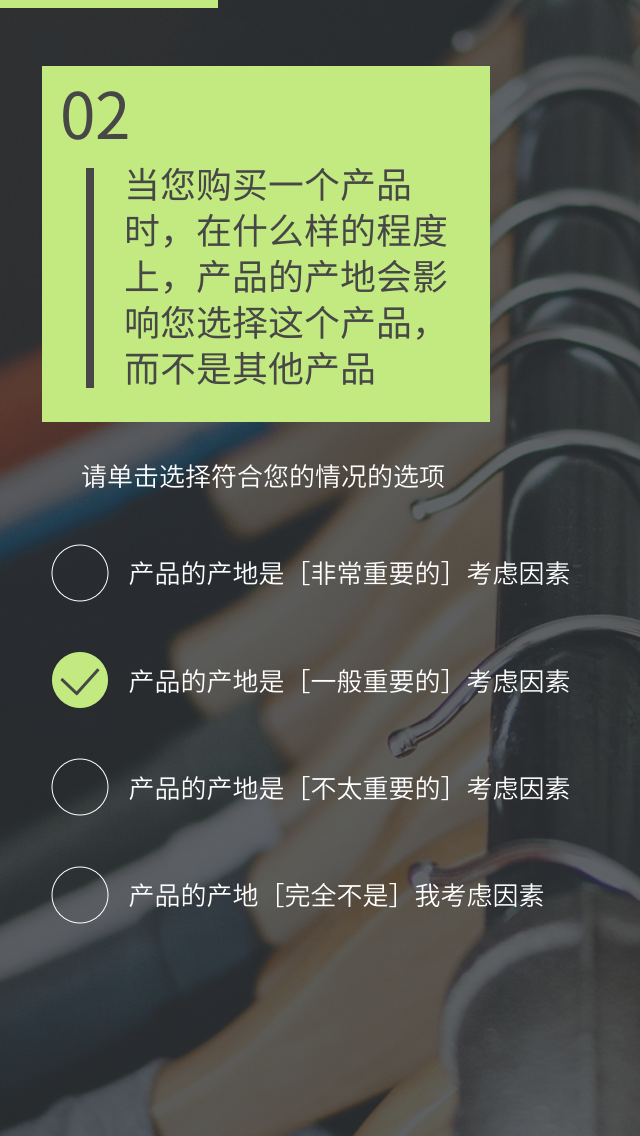 02
当您购买一个产品
时，在什么样的程度
上，产品的产地会影
响您选择这个产品，
而不是其他产品
请单击选择符合您的情况的选项
产品的产地是［非常重要的］考虑因素
产品的产地是［一般重要的］考虑因素
产品的产地是［不太重要的］考虑因素
产品的产地［完全不是］我考虑因素